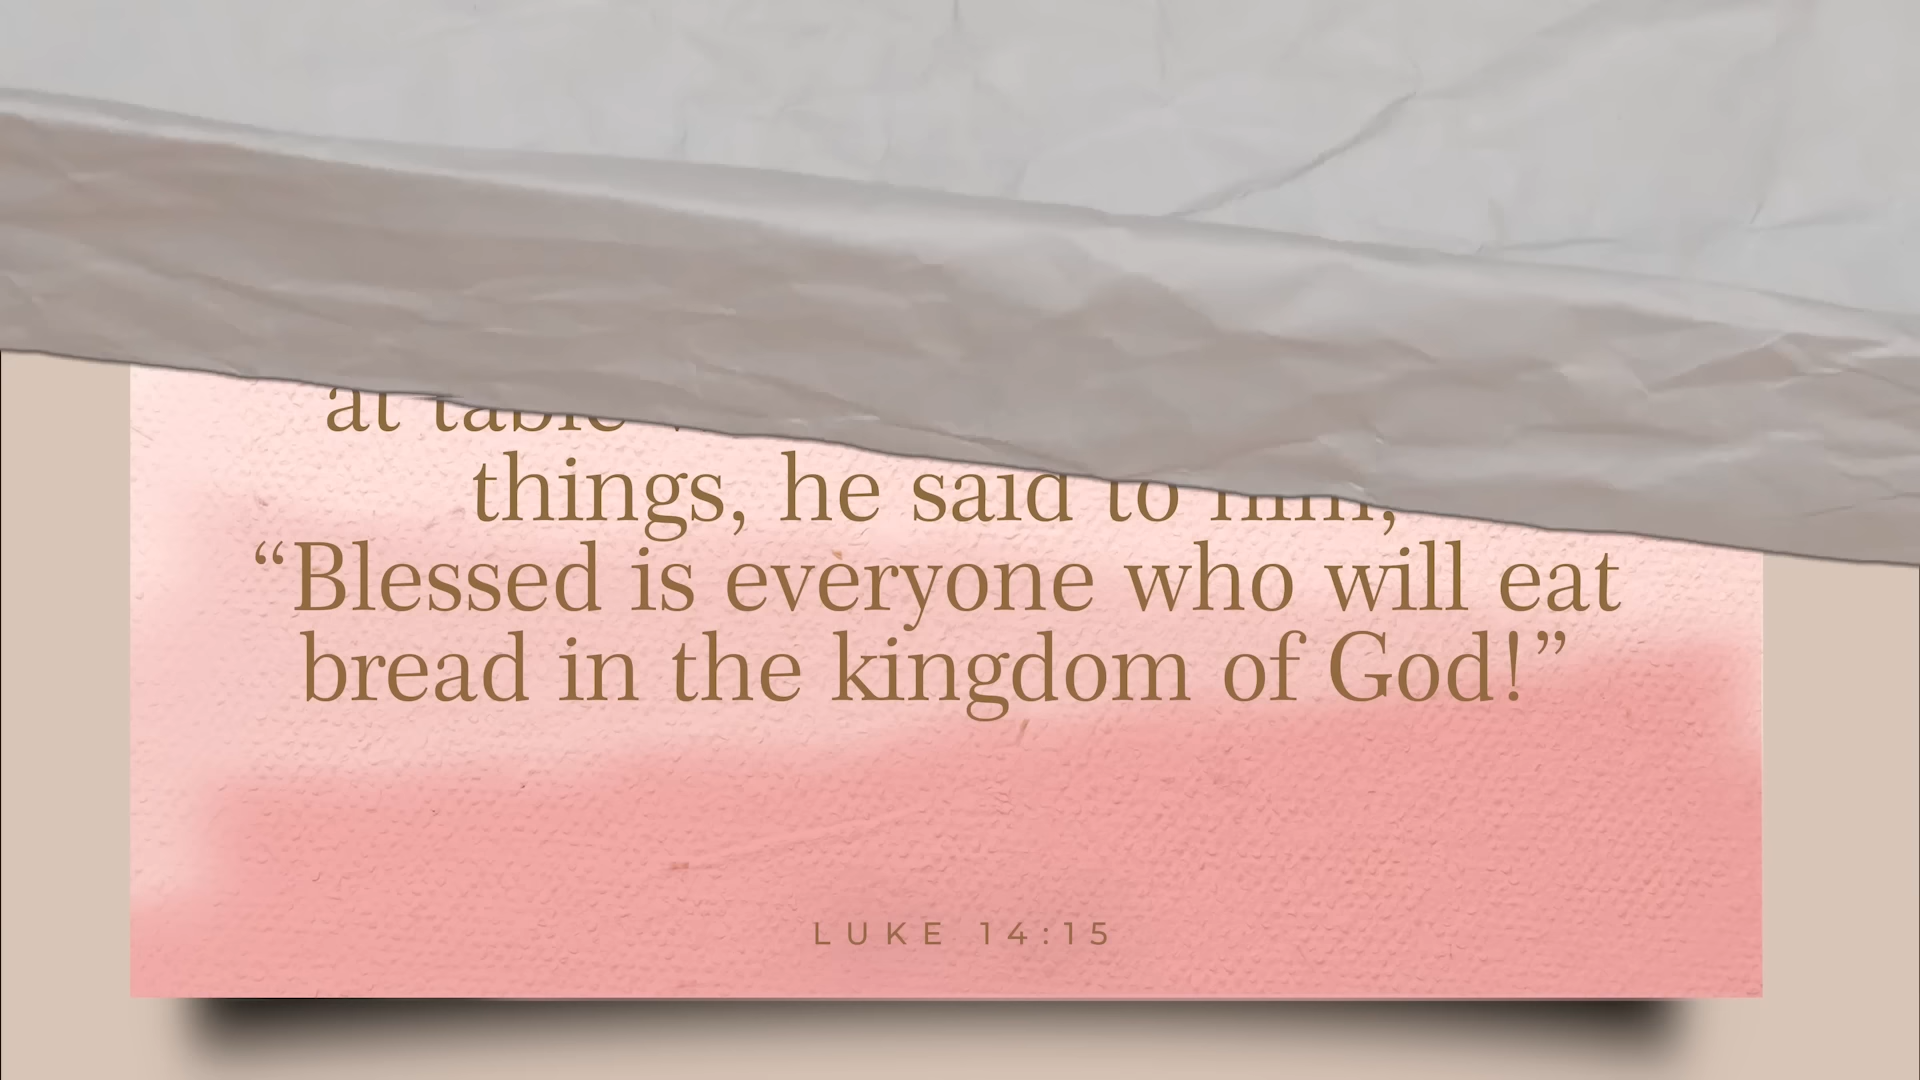 at table
things, he said to him,
“Blessed is everyone who will eat
bread in the kingdom of God!”
LUKE 14:15